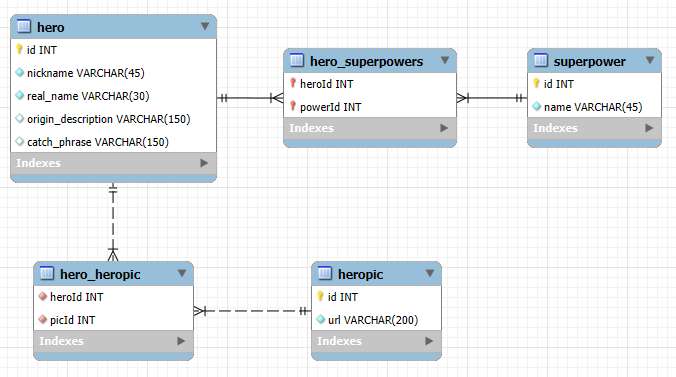 hero
id INT
nickname VARCHAR(45)
real_name VARCHAR(30)
origin_description VARCHAR(150)
catch_phrase VARCHAR(150)
Indexes
hero_superpowers
heroId INT
powerId INT
Indexes
superpower
id INT
name VARCHAR(45)
Indexes
hero_heropic
heroId INT
picId INT
Indexes
heropic
id INT
url VARCHAR(200)
Indexes